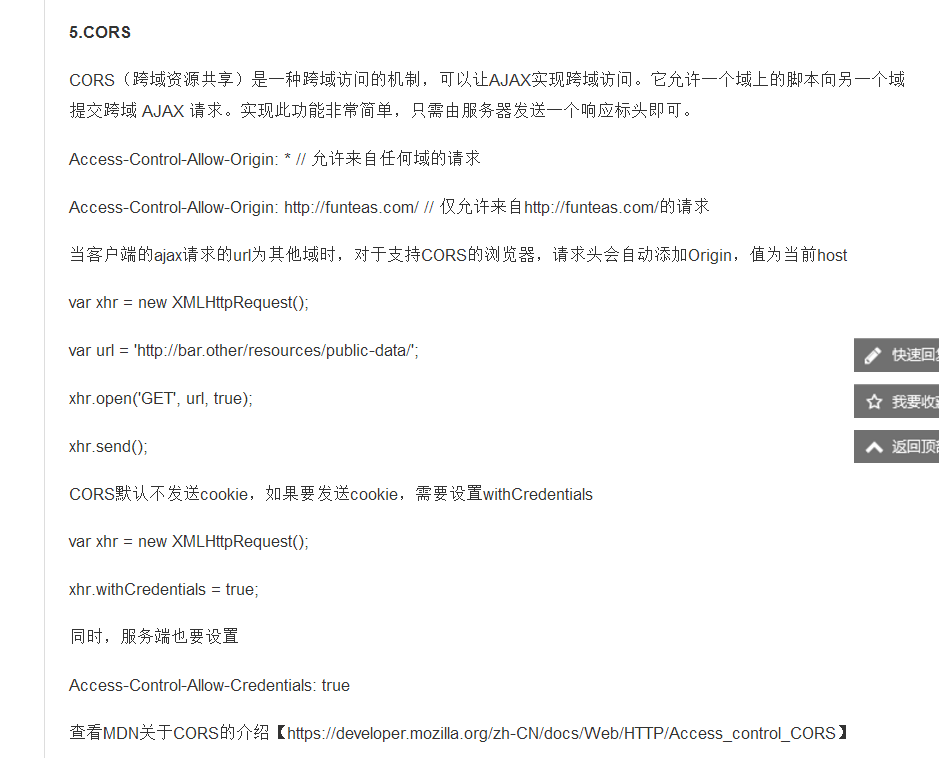 5.CORS
CORS（跨域资源共享）是一种跨域访问的机制，可以让AJAX实现跨域访问。它允许一个域上的脚本向另一个域
提交跨域 AJAX 请求。实现此功能非常简单，只需由服务器发送一个响应标头即可。
Access-Control-Allow-Origin: * // 允许来自任何域的请求
Access-Control-Allow-Origin: http://funteas.com/ // 仅允许来自http://funteas.com/的请求
当客户端的ajax请求的url为其他域时，对于支持CORS的浏览器，请求头会自动添加Origin，值为当前host
var xhr = new XMLHttpRequest();
var url = 'http://bar.other/resources/public-data/';
快速回
xhr.open('GET', url, true);
我要收
xhr.send();
返回顶
CORS默认不发送cookie，如果要发送cookie，需要设置withCredentials
var xhr = new XMLHttpRequest();
xhr.withCredentials = true;
同时，服务端也要设置
Access-Control-Allow-Credentials: true
查看MDN关于CORS的介绍【https://developer.mozilla.org/zh-CN/docs/Web/HTTP/Access_control_CORS】